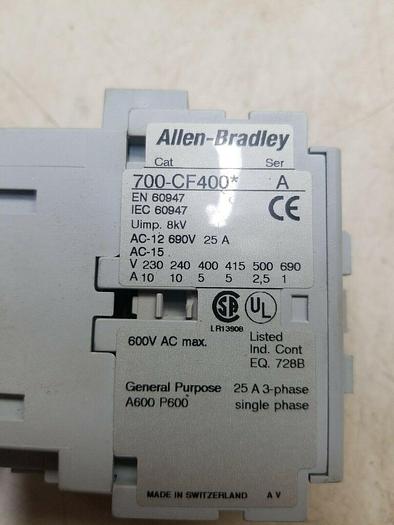 Allen-Bradley
Cat Ser
700-CF400* A
EN 60947
IEC 60947
CE
Uimp. 8kV
AC-12 690V 25 A
AC-15
V 230 240 400 415 500 690
A 10 10 5 5 2,5 1
SA UL
LR13908
600V AC max. Listed
Ind. Cont
EQ. 728B
General Purpose 25 A 3-phase
A600 P600 single phase
MADE IN SWITZERLAND A V